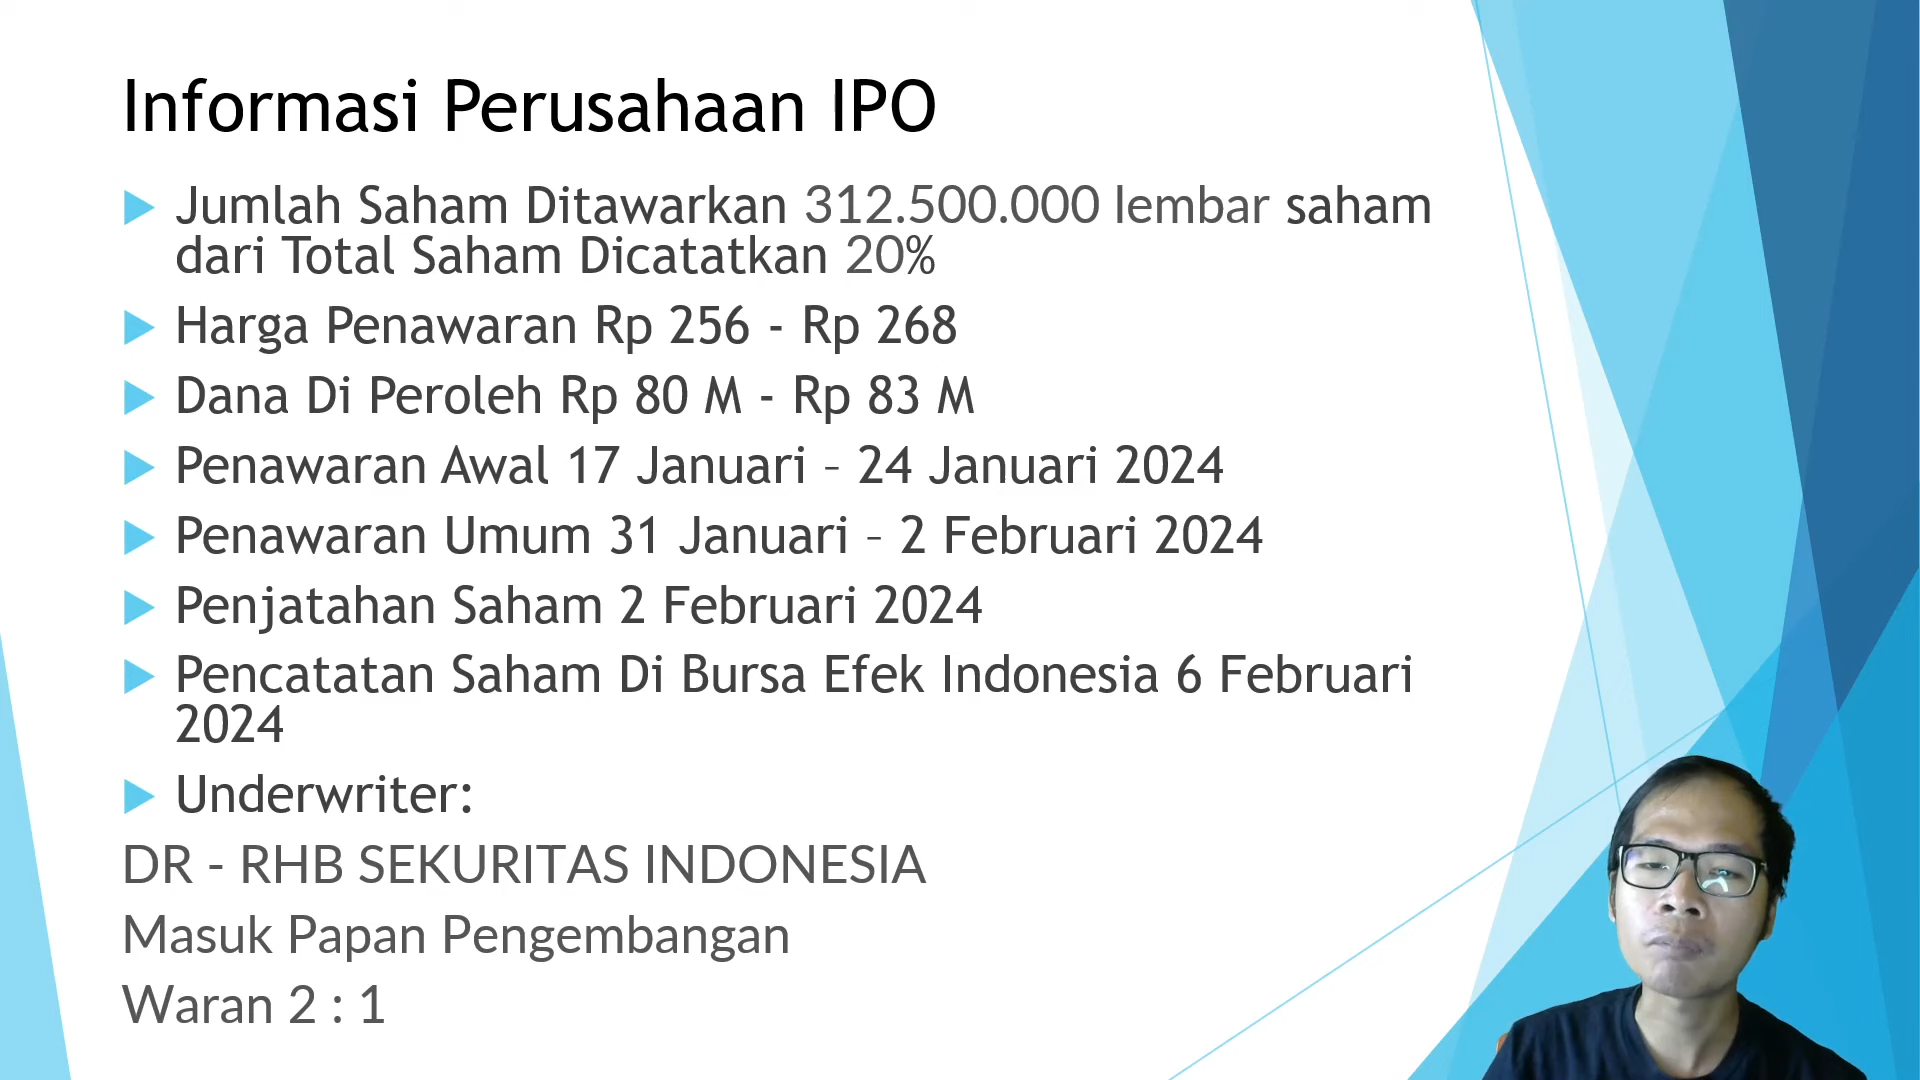 Informasi Perusahaan IPO
Jumlah Saham Ditawarkan 312.500.000 lembar saham
dari Total Saham Dicatatkan 20%
Harga Penawaran Rp 256 - Rp 268
Dana Di Peroleh Rp 80 M - Rp 83 M
Penawaran Awal 17 Januari – 24 Januari 2024
Penawaran Umum 31 Januari – 2 Februari 2024
Penjatahan Saham 2 Februari 2024
Pencatatan Saham Di Bursa Efek Indonesia 6 Februari
2024
Underwriter:
DR - RHB SEKURITAS INDONESIA
Masuk Papan Pengembangan
Waran 2 : 1